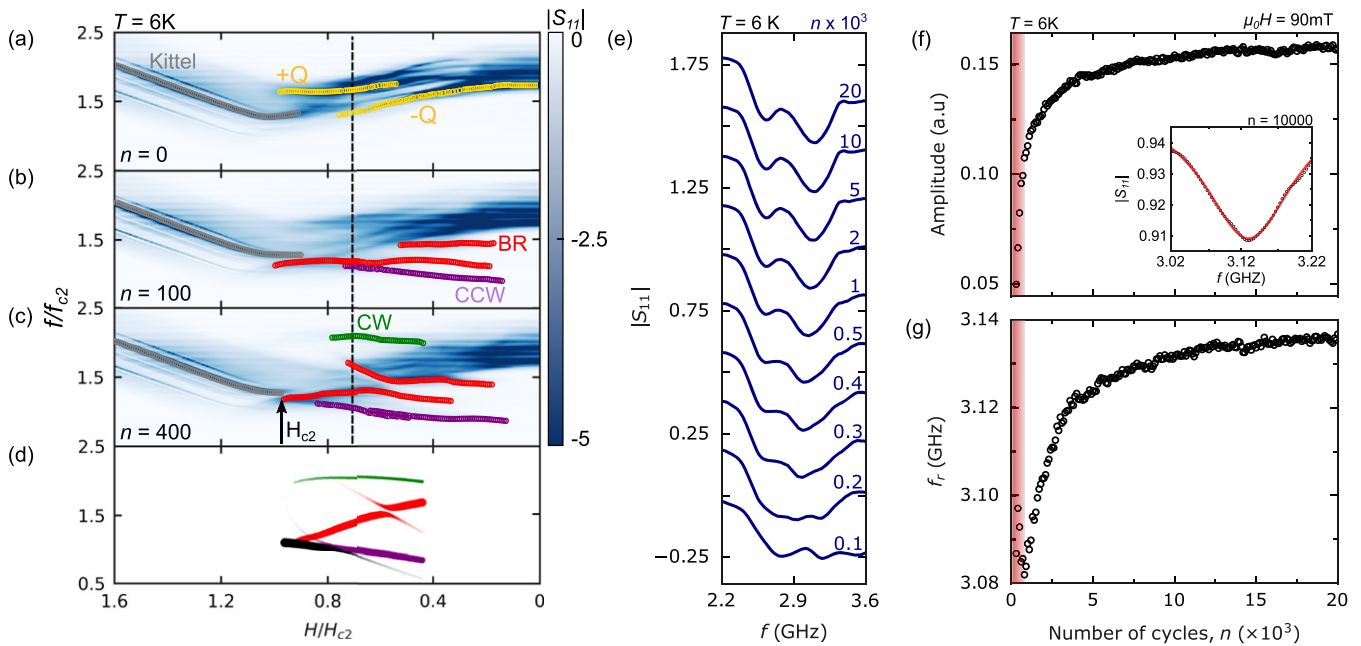 T = 6K
|S11|
(a)
2.5
Kittel
+Q
-Q
1.5
n = 0
0
(b)
2.5
1.5
BR
CCW
n = 100
-2.5
(c)
2.5
CW
1.5
n = 400
Hc2
-5
f/fc2
(d)
2.5
1.5
0.5
1.6
1.2
0.8
0.4
0
H/Hc2
(e)
T = 6 K
n x 10³
1.75
1.25
0.75
0.25
−0.25
|S11|
20
10
5
2
1
0.5
0.4
0.3
0.2
0.1
2.2
2.9
3.6
f (GHz)
(f)
T = 6K
μ0H = 90mT
0.15
0.10
0.05
Amplitude (a.u)
n = 10000
0.94
0.93
0.92
0.91
|S11|
3.02
3.12
3.22
f (GHZ)
(g)
3.14
3.12
3.10
3.08
fr (GHz)
0
5
10
15
20
Number of cycles, n (×10³)